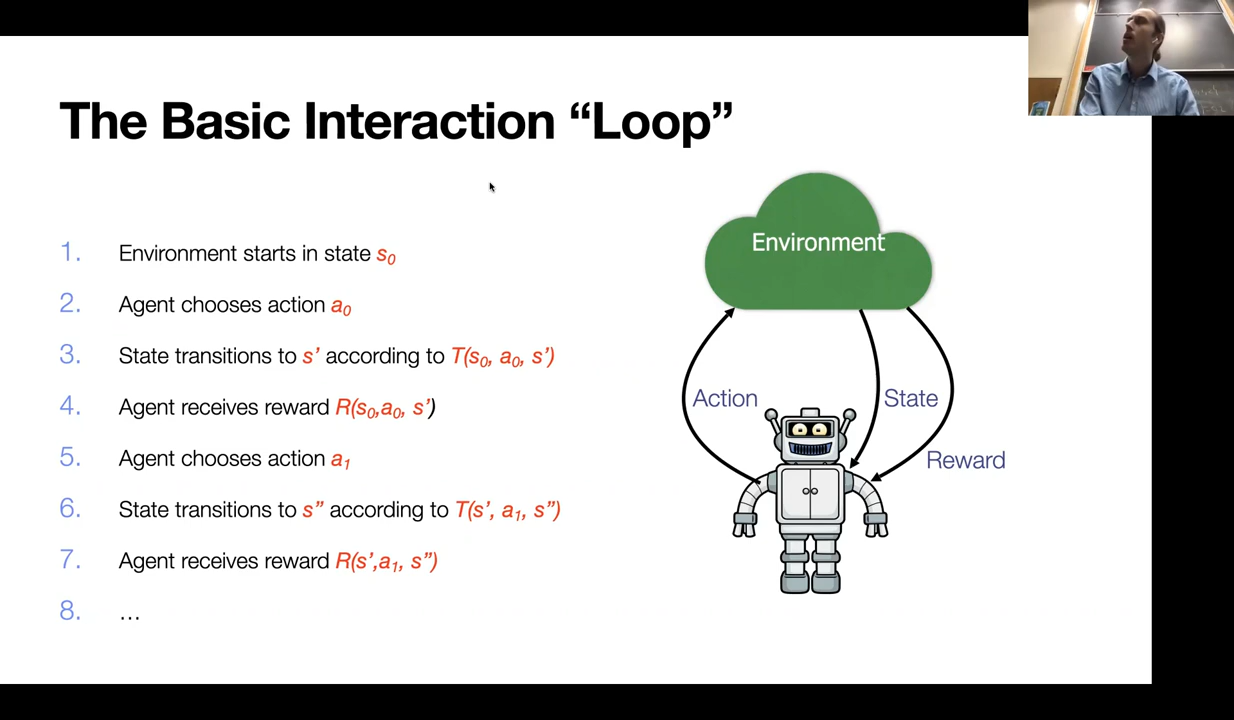 The Basic Interaction “Loop”
1. Environment starts in state s₀
2. Agent chooses action a₀
3. State transitions to s’ according to T(s₀, a₀, s’)
4. Agent receives reward R(s₀,a₀, s’)
5. Agent chooses action a₁
6. State transitions to s” according to T(s’, a₁, s”)
7. Agent receives reward R(s’,a₁, s”)
8. …
Environment
Action
State
Reward